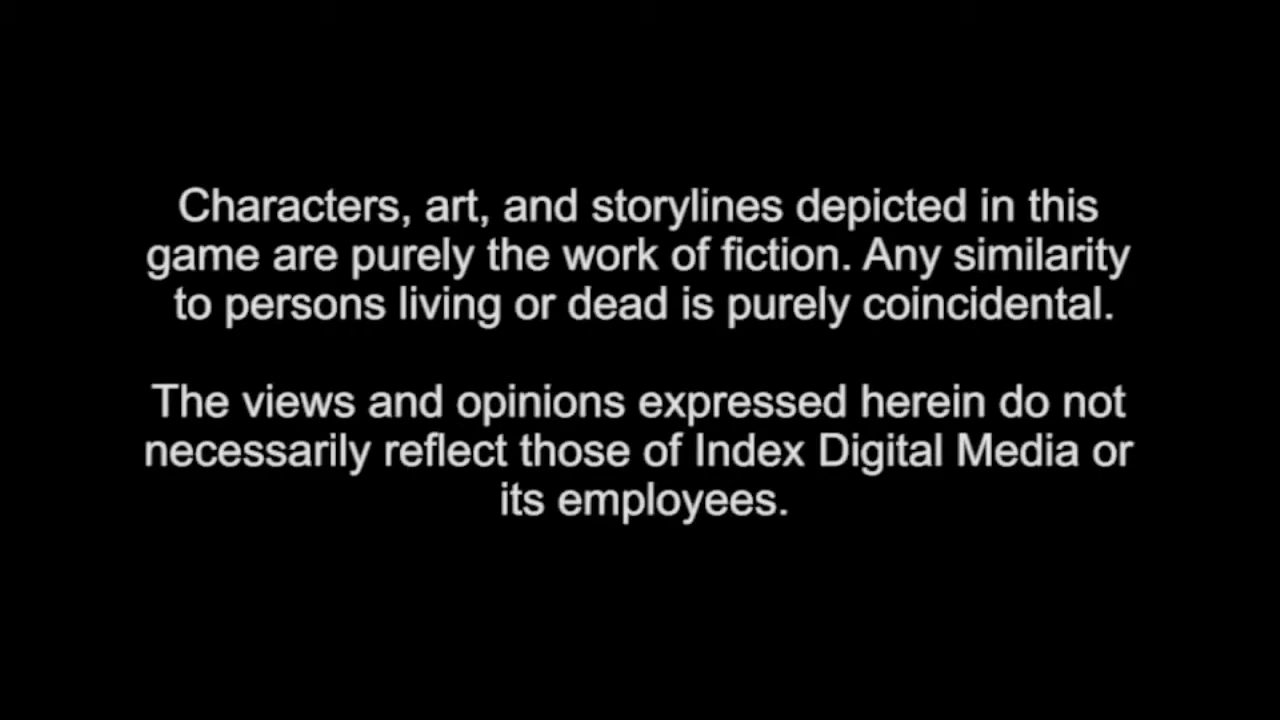 Characters, art, and storylines depicted in this
game are purely the work of fiction. Any similarity
to persons living or dead is purely coincidental.
The views and opinions expressed herein do not
necessarily reflect those of Index Digital Media or
its employees.